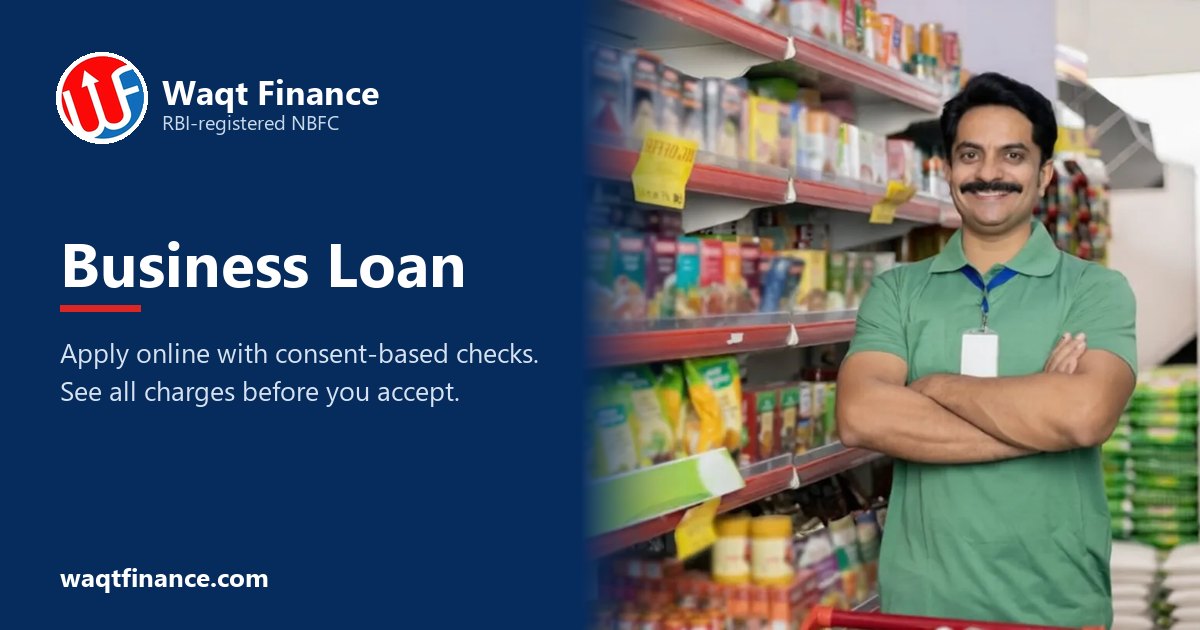 Waqt Finance
RBI-registered NBFC
Business Loan
Apply online with consent-based checks.
See all charges before you accept.
waqtfinance.com